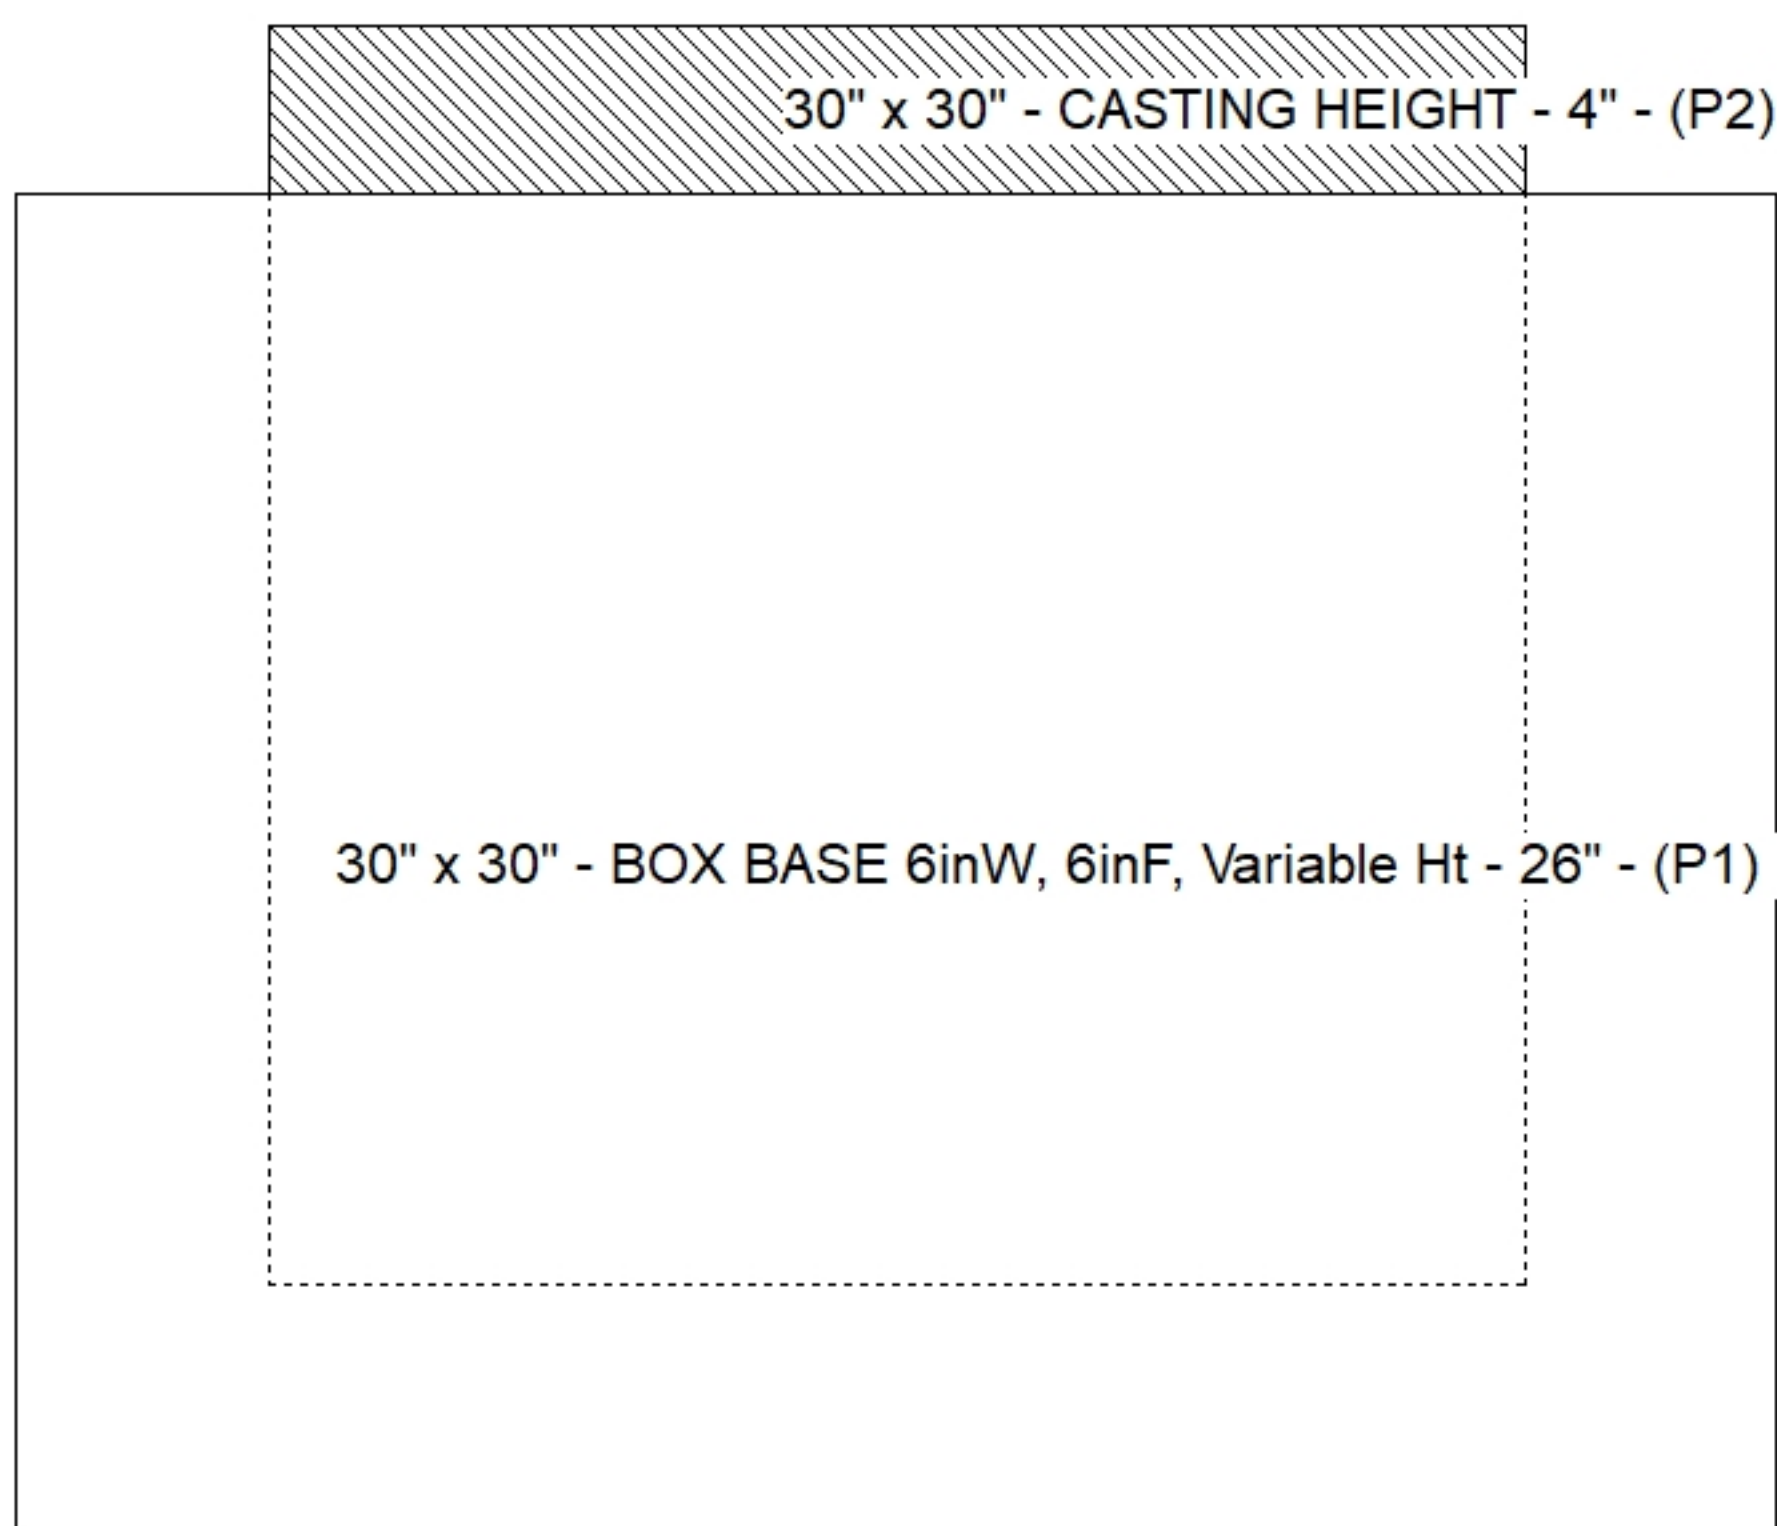 30" x 30" - CASTING HEIGHT - 4" - (P2)
30" x 30" - BOX BASE 6inW, 6inF, Variable Ht - 26" - (P1)